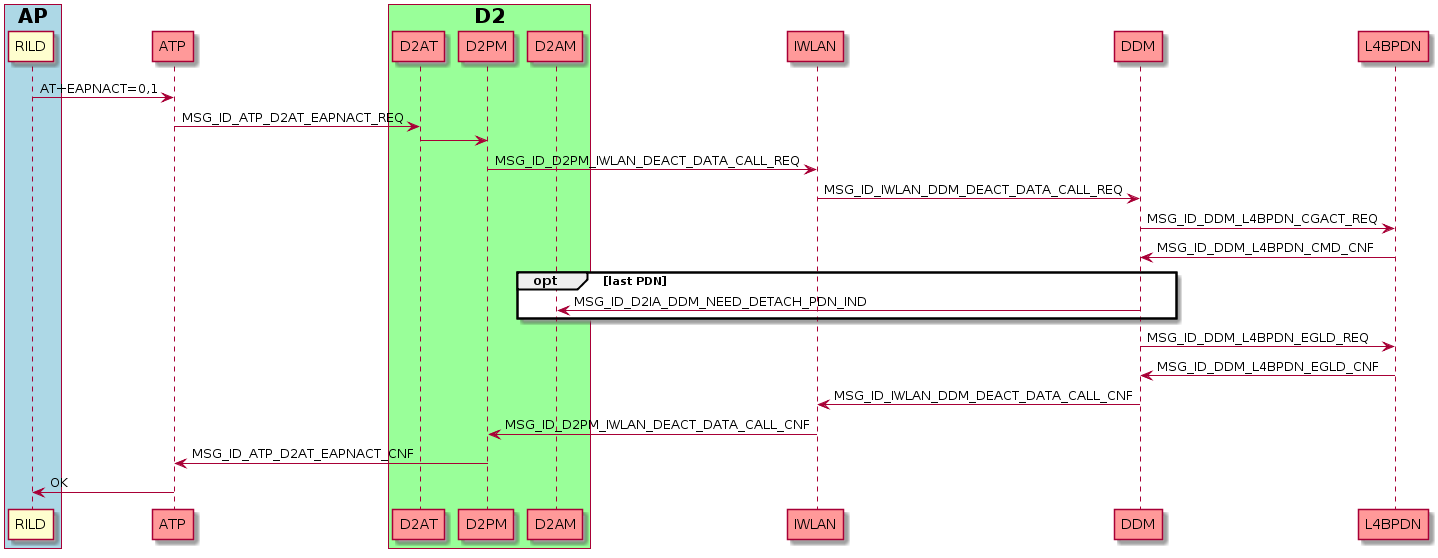 AP
D2
RILD
ATP
D2AT
D2PM
D2AM
IWLAN
DDM
L4BPDN
AT+EAPNACT=0,1
MSG_ID_ATP_D2AT_EAPNACT_REQ
MSG_ID_D2PM_IWLAN_DEACT_DATA_CALL_REQ
MSG_ID_IWLAN_DDM_DEACT_DATA_CALL_REQ
MSG_ID_DDM_L4BPDN_CGACT_REQ
MSG_ID_DDM_L4BPDN_CMD_CNF
opt [last PDN]
MSG_ID_D2IA_DDM_NEED_DETACH_PDN_IND
MSG_ID_DDM_L4BPDN_EGLD_REQ
MSG_ID_DDM_L4BPDN_EGLD_CNF
MSG_ID_IWLAN_DDM_DEACT_DATA_CALL_CNF
MSG_ID_D2PM_IWLAN_DEACT_DATA_CALL_CNF
MSG_ID_ATP_D2AT_EAPNACT_CNF
OK
RILD
ATP
D2AT
D2PM
D2AM
IWLAN
DDM
L4BPDN